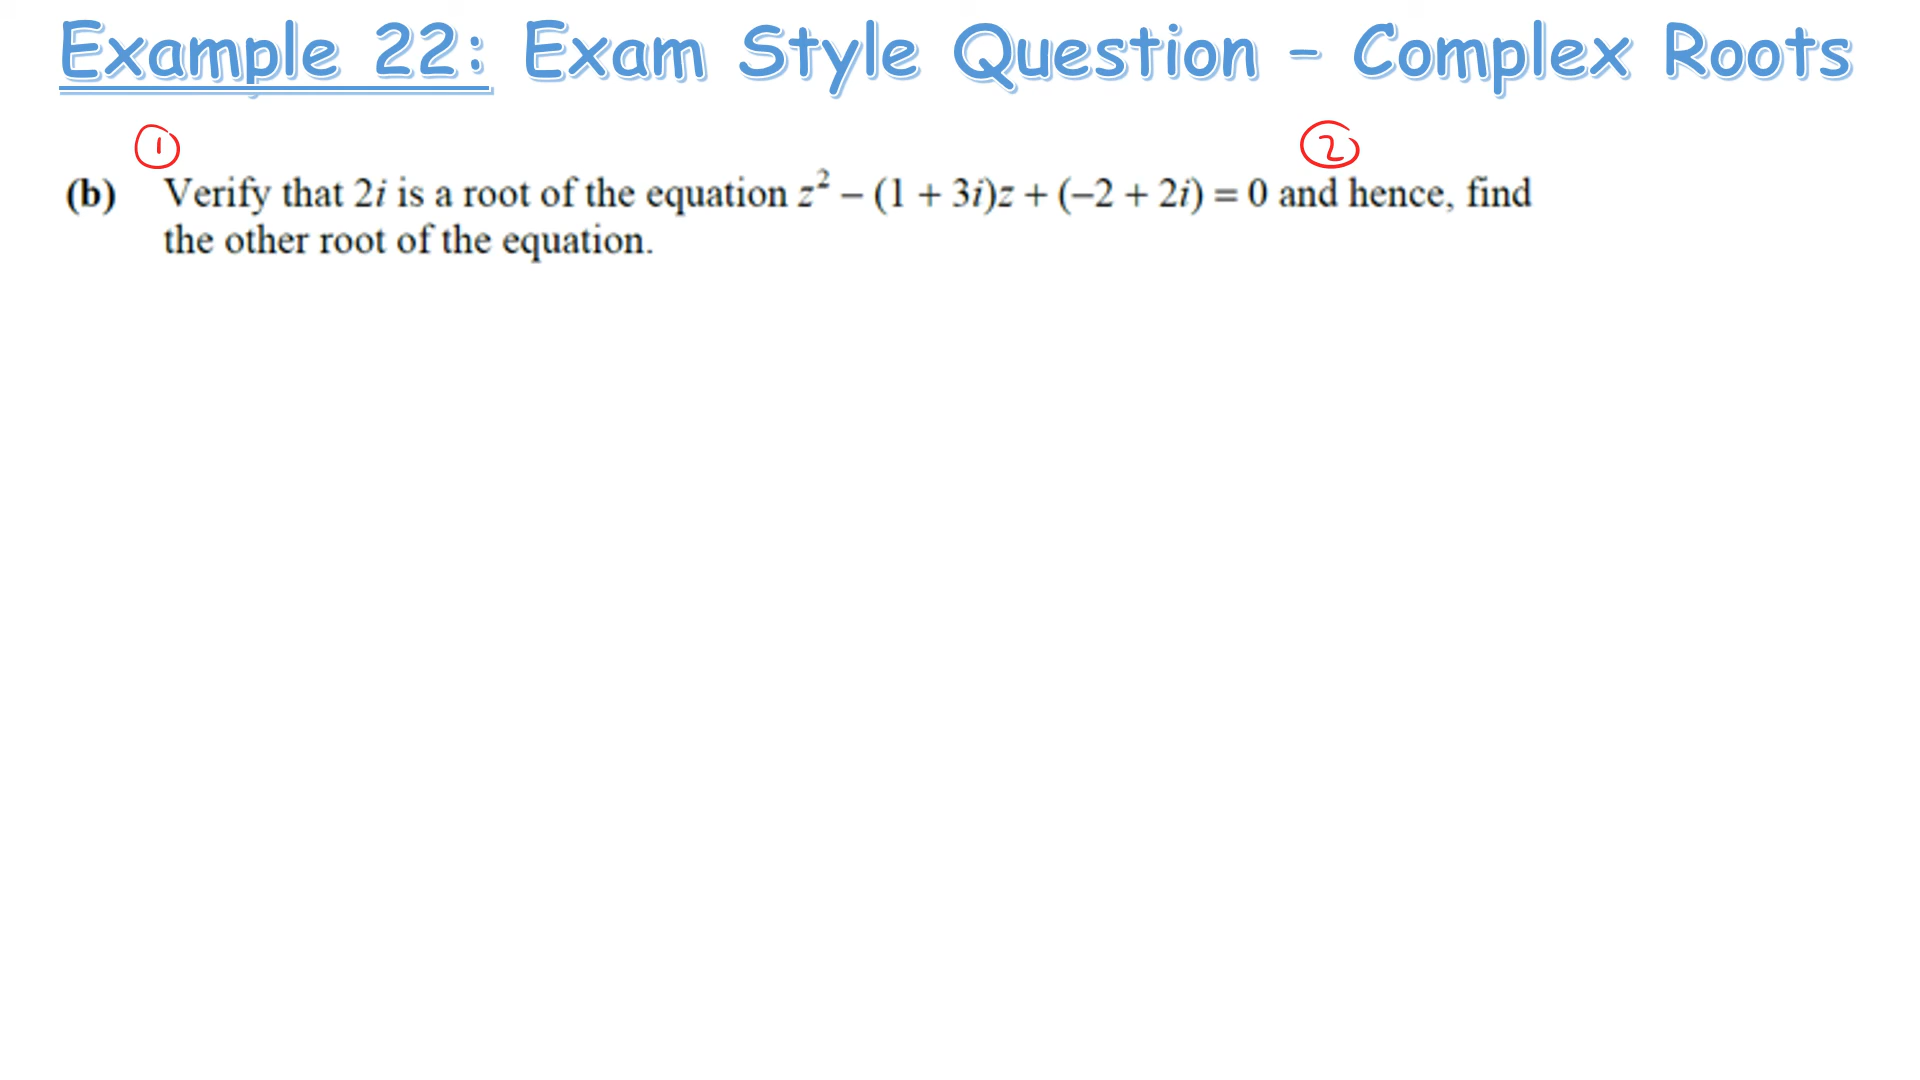 Example 22: Exam Style Question – Complex Roots
① ②
(b) Verify that 2i is a root of the equation z² – (1 + 3i)z + (–2 + 2i) = 0 and hence, find
the other root of the equation.